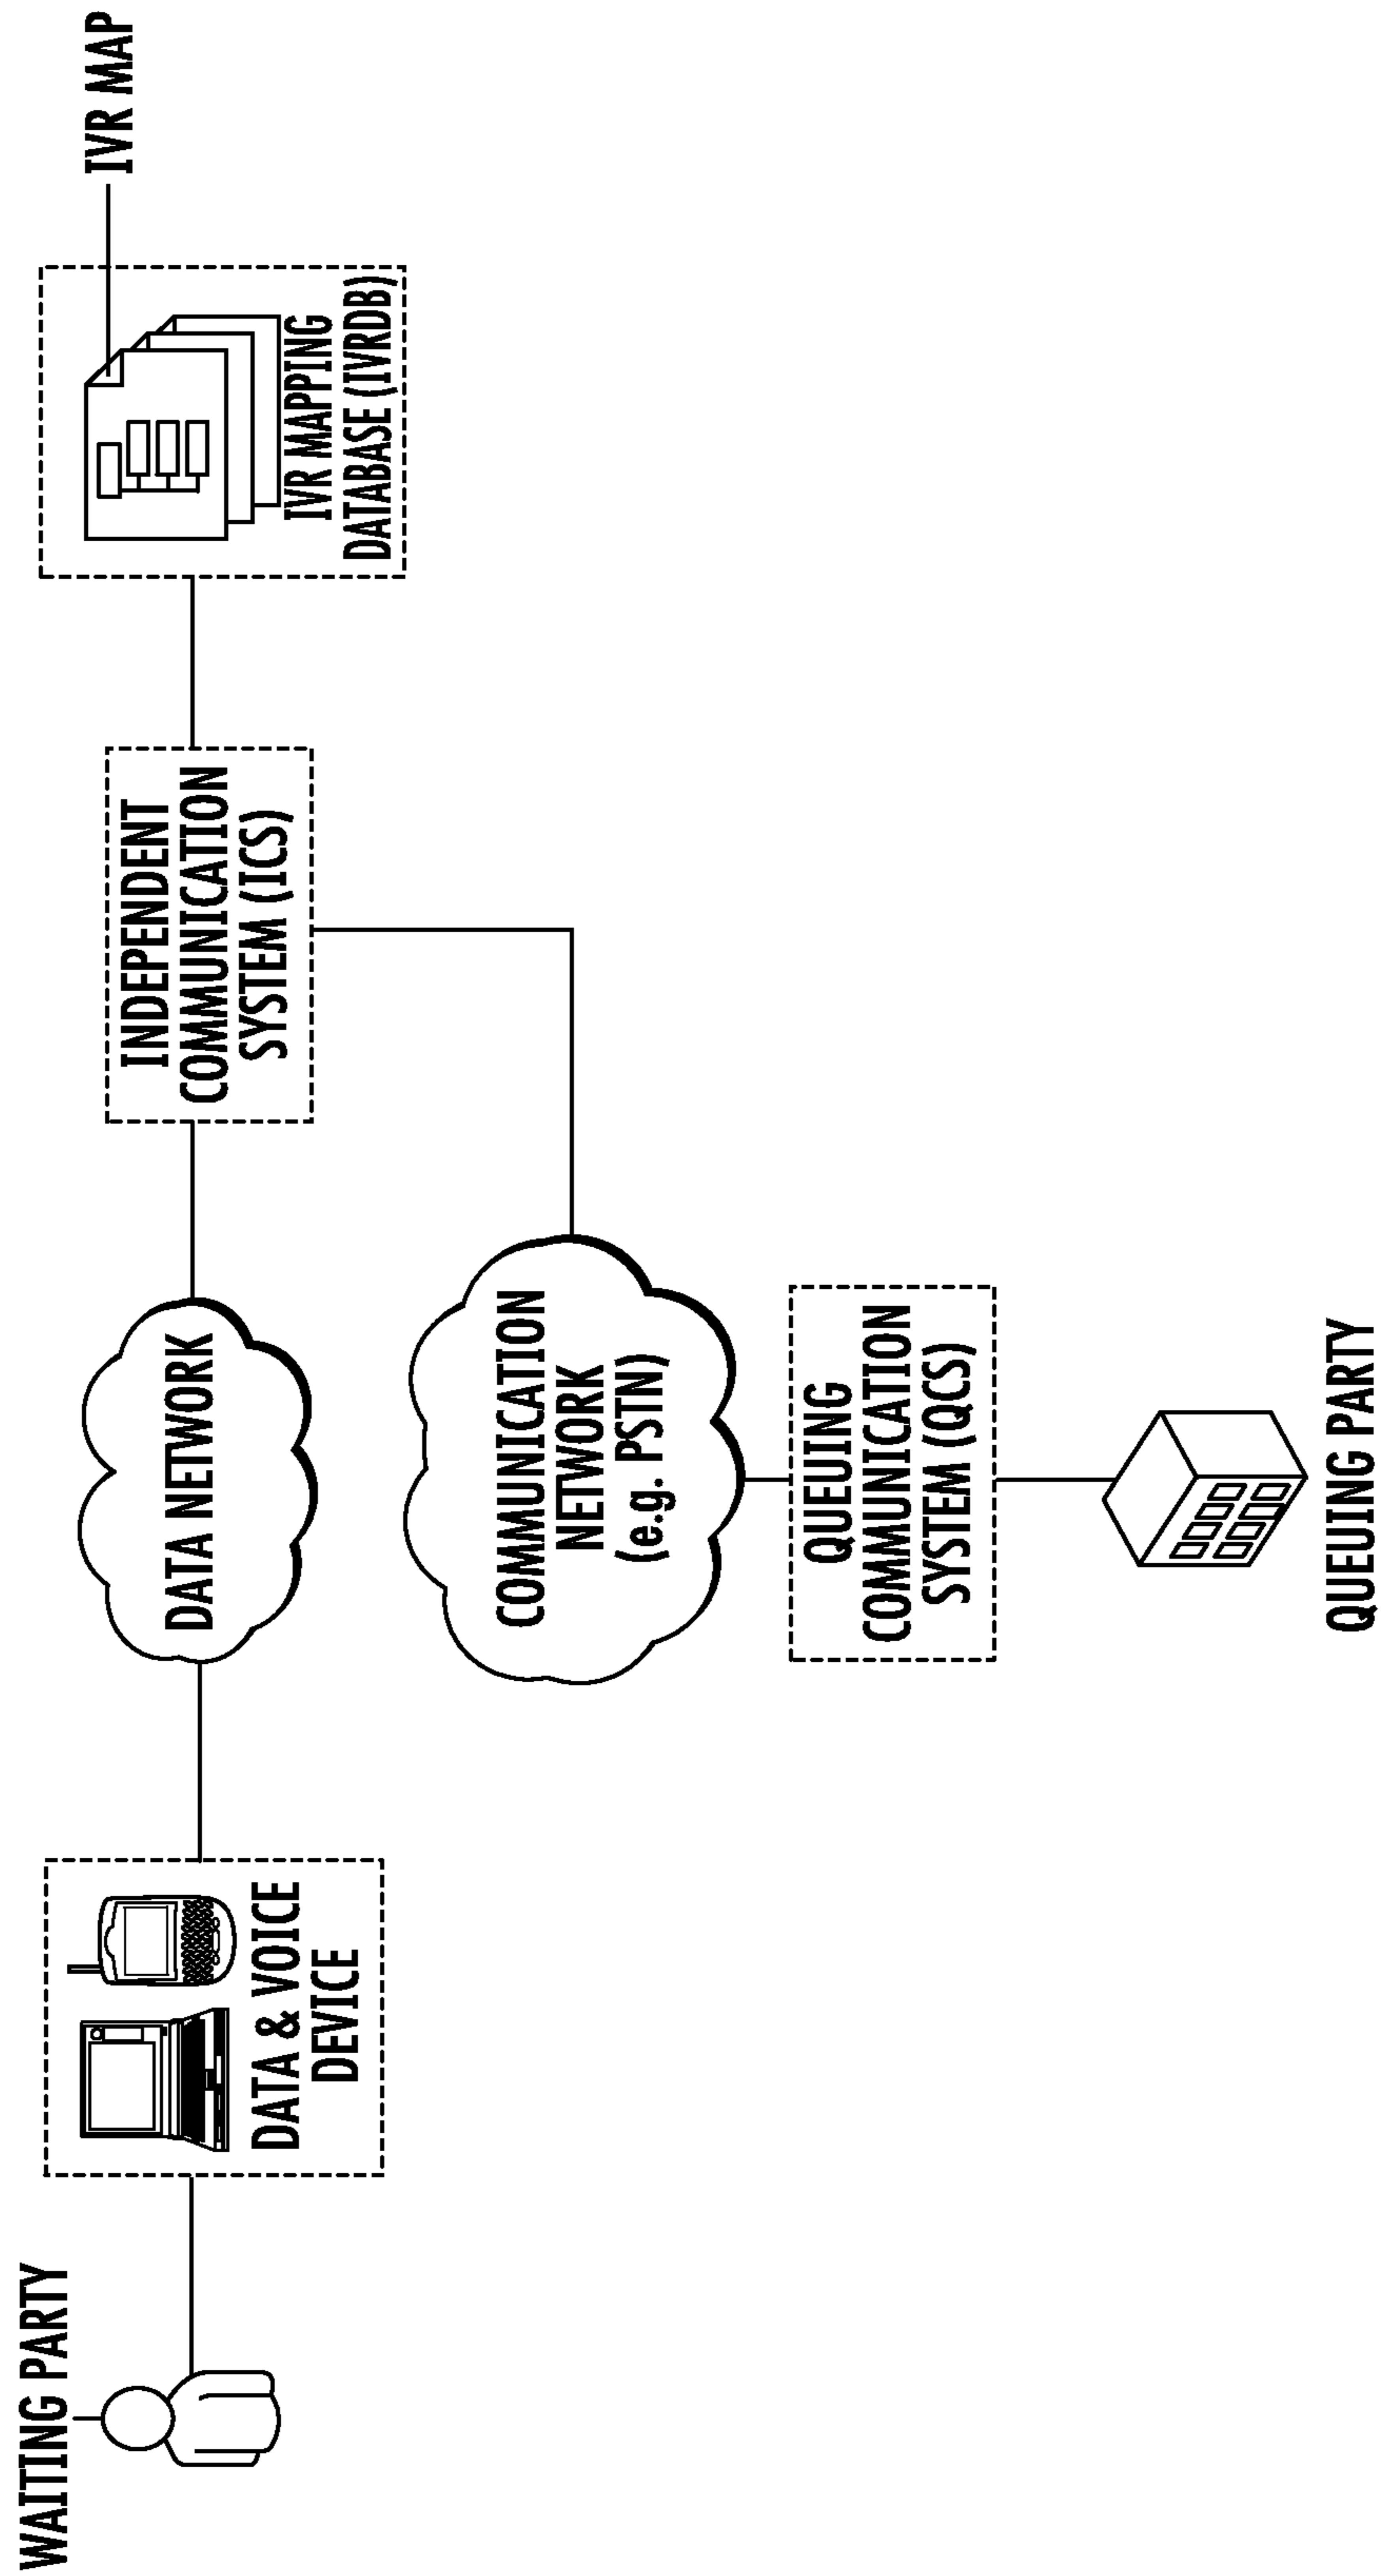 WAITING PARTY
DATA & VOICE
DEVICE
DATA NETWORK
INDEPENDENT
COMMUNICATION
SYSTEM (ICS)
IVR MAPPING
DATABASE (IVRDB)
IVR MAP
COMMUNICATION
NETWORK
(e.g. PSTN)
QUEUING
COMMUNICATION
SYSTEM (QCS)
QUEUING PARTY